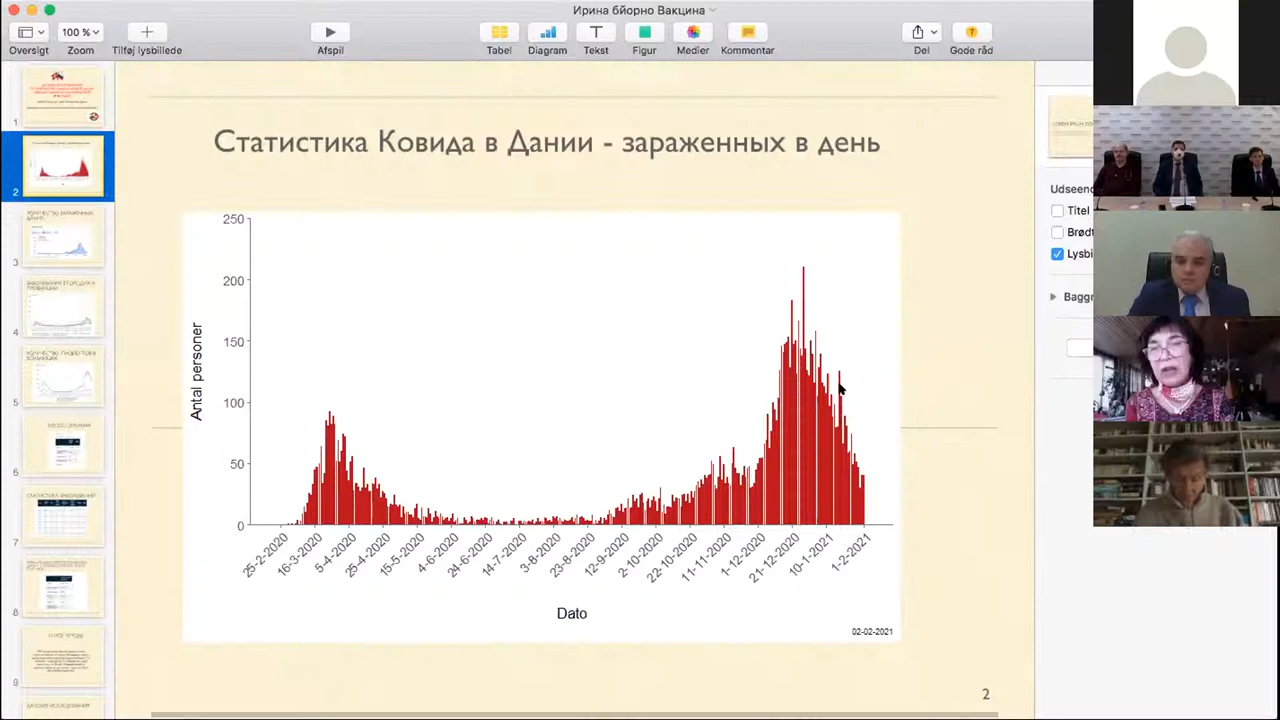 Ирина бйорно Вакцина
100 %
Oversigt
Zoom
Tilføj lysbillede
Afspil
Tabel
Diagram
Tekst
Figur
Medier
Kommentar
Del
Gode råd
1
2
3
4
5
6
7
8
9
Статистика Ковида в Дании - зараженных в день
250
200
150
100
50
0
Antal personer
25-2-2020
16-3-2020
5-4-2020
25-4-2020
15-5-2020
4-6-2020
24-6-2020
14-7-2020
3-8-2020
23-8-2020
12-9-2020
2-10-2020
22-10-2020
11-11-2020
1-12-2020
21-12-2020
10-1-2021
1-2-2021
Dato
02-02-2021
2
Udseen
Titel
Brødt
Lysbi
Baggr